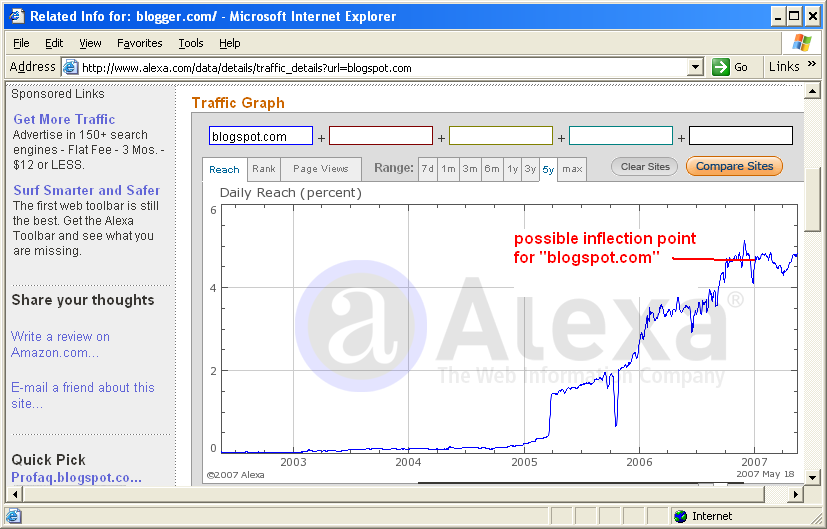 Related Info for: blogger.com/ - Microsoft Internet Explorer
File Edit View Favorites Tools Help
Address http://www.alexa.com/data/details/traffic_details?url=blogspot.com Go Links »
Sponsored Links
Get More Traffic
Advertise in 150+ search
engines - Flat Fee - 3 Mos. -
$12 or LESS.
Surf Smarter and Safer
The first web toolbar is still
the best. Get the Alexa
Toolbar and see what you
are missing.
Share your thoughts
Write a review on
Amazon.com...
E-mail a friend about this
site...
Quick Pick
Profaq.blogspot.co...
Traffic Graph
blogspot.com + + + +
Reach Rank Page Views Range: 7d 1m 3m 6m 1y 3y 5y max Clear Sites Compare Sites
Daily Reach (percent)
6
possible inflection point
for "blogspot.com"
4
a Alexa®
2
The Web Information Company
0
2003 2004 2005 2006 2007
©2007 Alexa 2007 May 18
Internet